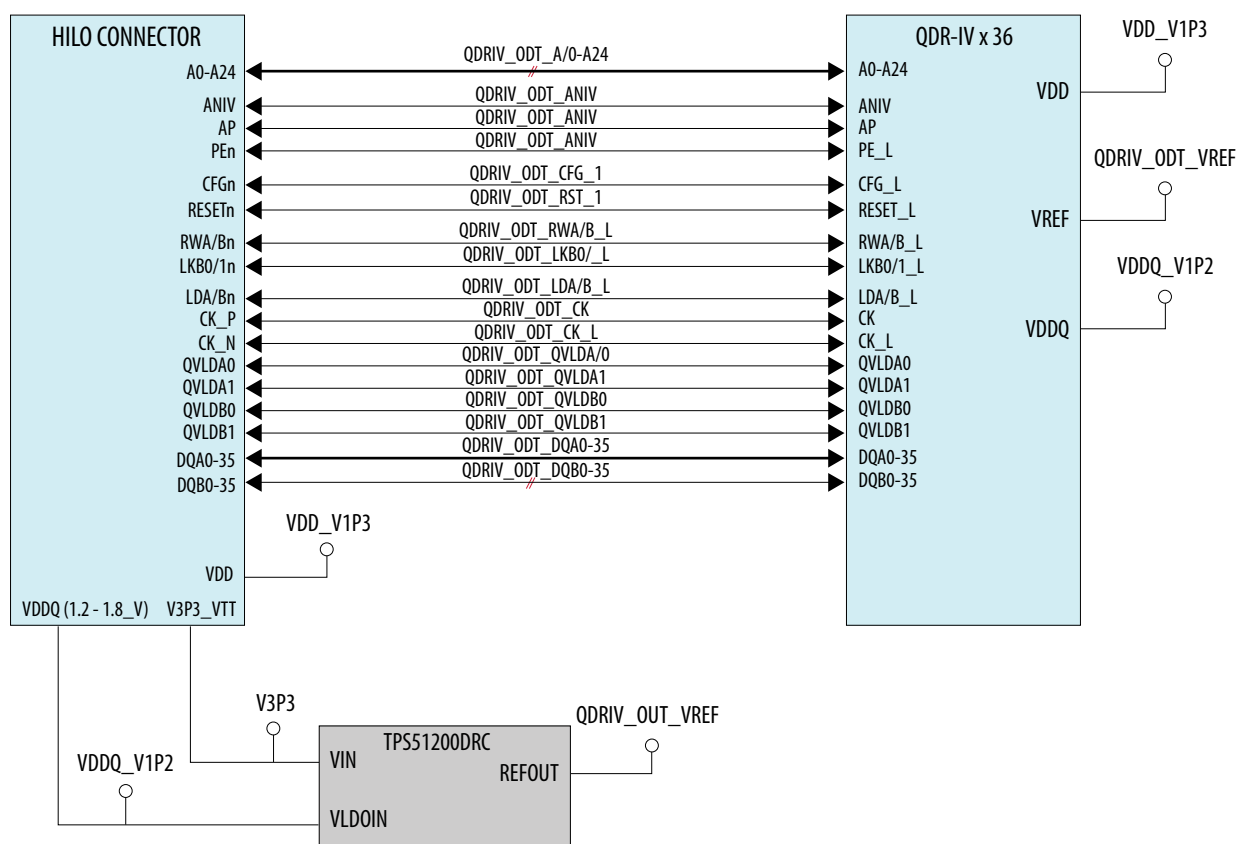 HILO CONNECTOR
QDR-IV x 36
VDD_V1P3
A0-A24
QDRIV_ODT_A/0-A24
A0-A24
VDD
ANIV
QDRIV_ODT_ANIV
ANIV
AP
QDRIV_ODT_ANIV
AP
PEn
QDRIV_ODT_ANIV
PE_L
QDRIV_ODT_VREF
CFGn
QDRIV_ODT_CFG_1
CFG_L
RESETn
QDRIV_ODT_RST_1
RESET_L
VREF
RWA/Bn
QDRIV_ODT_RWA/B_L
RWA/B_L
LKB0/1n
QDRIV_ODT_LKB0/_L
LKB0/1_L
VDDQ_V1P2
LDA/Bn
QDRIV_ODT_LDA/B_L
LDA/B_L
CK_P
QDRIV_ODT_CK
CK
VDDQ
CK_N
QDRIV_ODT_CK_L
CK_L
QVLDA0
QDRIV_ODT_QVLDA/0
QVLDA0
QVLDA1
QDRIV_ODT_QVLDA1
QVLDA1
QVLDB0
QDRIV_ODT_QVLDB0
QVLDB0
QVLDB1
QDRIV_ODT_QVLDB1
QVLDB1
DQA0-35
QDRIV_ODT_DQA0-35
DQA0-35
DQB0-35
QDRIV_ODT_DQB0-35
DQB0-35
VDD_V1P3
VDD
VDDQ (1.2 - 1.8_V)
V3P3_VTT
V3P3
QDRIV_OUT_VREF
TPS51200DRC
VDDQ_V1P2
VIN
REFOUT
VLDOIN